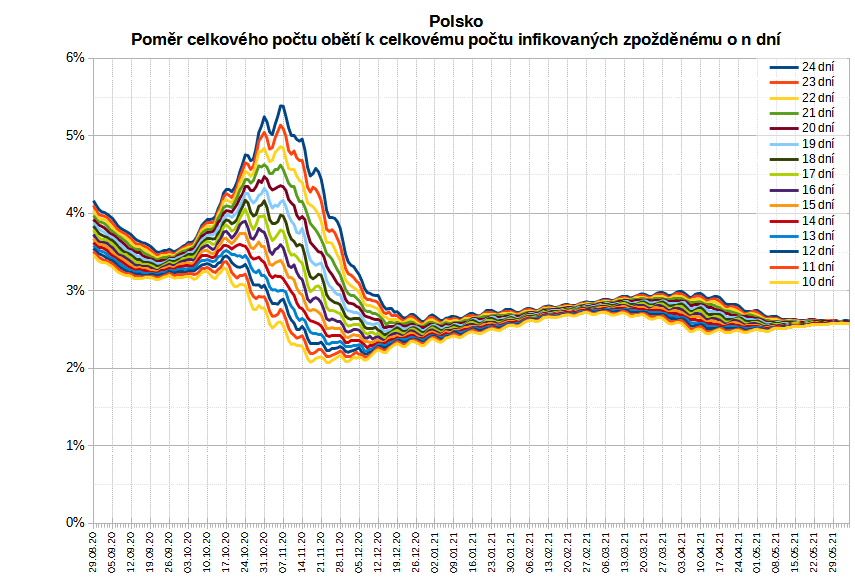 Polsko
Poměr celkového počtu obětí k celkovému počtu infikovaných zpožděnému o n dní
6%
5%
4%
3%
2%
1%
0%
24 dní
23 dní
22 dní
21 dní
20 dní
19 dní
18 dní
17 dní
16 dní
15 dní
14 dní
13 dní
12 dní
11 dní
10 dní
29.08.20
05.09.20
12.09.20
19.09.20
26.09.20
03.10.20
10.10.20
17.10.20
24.10.20
31.10.20
07.11.20
14.11.20
21.11.20
28.11.20
05.12.20
12.12.20
19.12.20
26.12.20
02.01.21
09.01.21
16.01.21
23.01.21
30.01.21
06.02.21
13.02.21
20.02.21
27.02.21
06.03.21
13.03.21
20.03.21
27.03.21
03.04.21
10.04.21
17.04.21
24.04.21
01.05.21
08.05.21
15.05.21
22.05.21
29.05.21